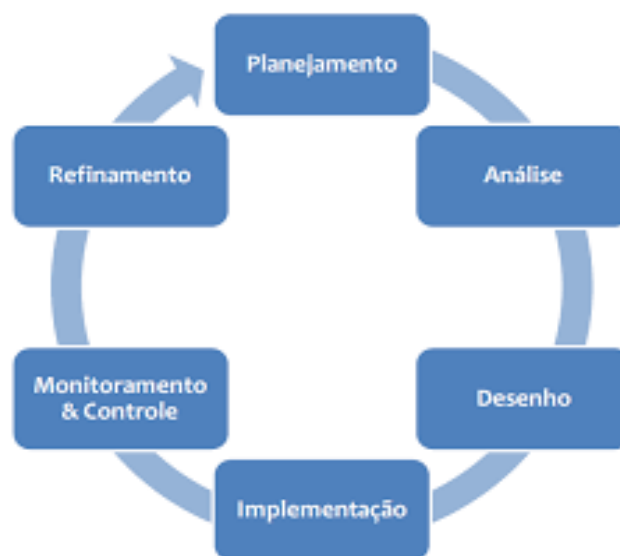 Planejamento
Análise
Desenho
Implementação
Monitoramento
& Controle
Refinamento